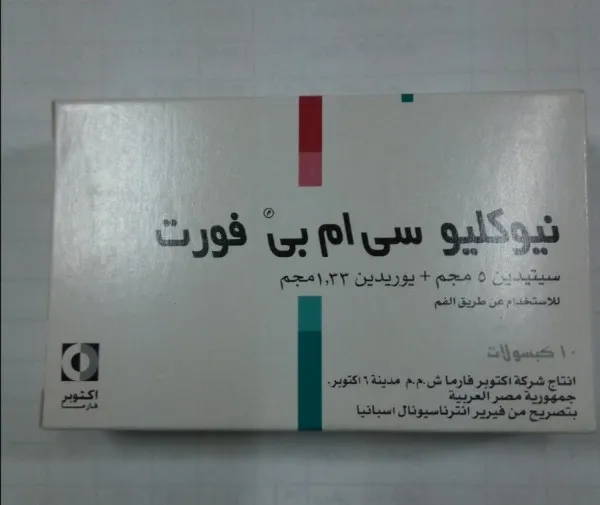 نيوكليو سى ام بى فورت
سيتيدين ٥ مجم + يوريدين ١,٣٣ مجم
للاستخدام عن طريق الفم
١٠ كبسولات
انتاج شركة اكتوبر فارما ش.م.م مدينة ٦ اكتوبر.
جمهورية مصر العربية
بتصريح من فيرير انترناسيونال اسبانيا
اكتوبر
فارما